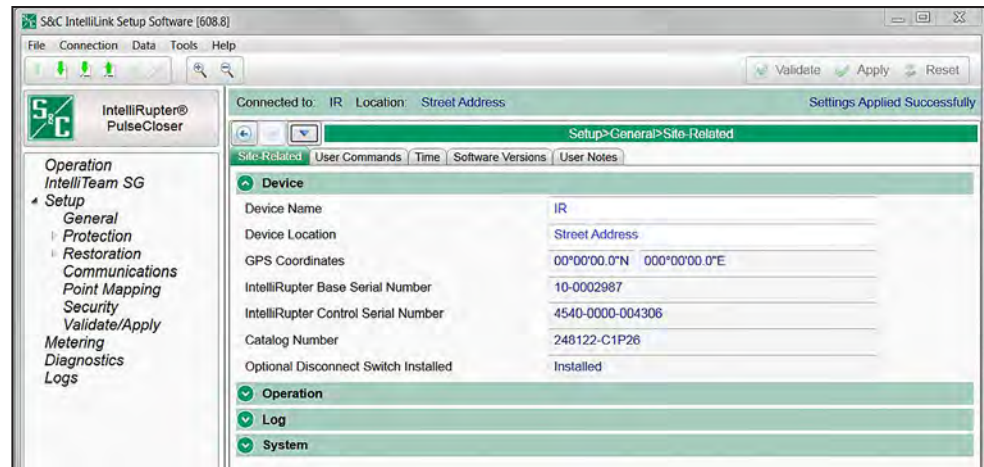 S&C IntelliLink Setup Software [608.8]
File Connection Data Tools Help
Validate Apply Reset
S&C
IntelliRupter®
PulseCloser
Connected to: IR Location: Street Address Settings Applied Successfully
Setup>General>Site-Related
Site-Related User Commands Time Software Versions User Notes
Operation
IntelliTeam SG
Setup
General
Protection
Restoration
Communications
Point Mapping
Security
Validate/Apply
Metering
Diagnostics
Logs
Device
Device Name IR
Device Location Street Address
GPS Coordinates 00°00'00.0"N 000°00'00.0"E
IntelliRupter Base Serial Number 10-0002987
IntelliRupter Control Serial Number 4540-0000-004306
Catalog Number 248122-C1P26
Optional Disconnect Switch Installed Installed
Operation
Log
System